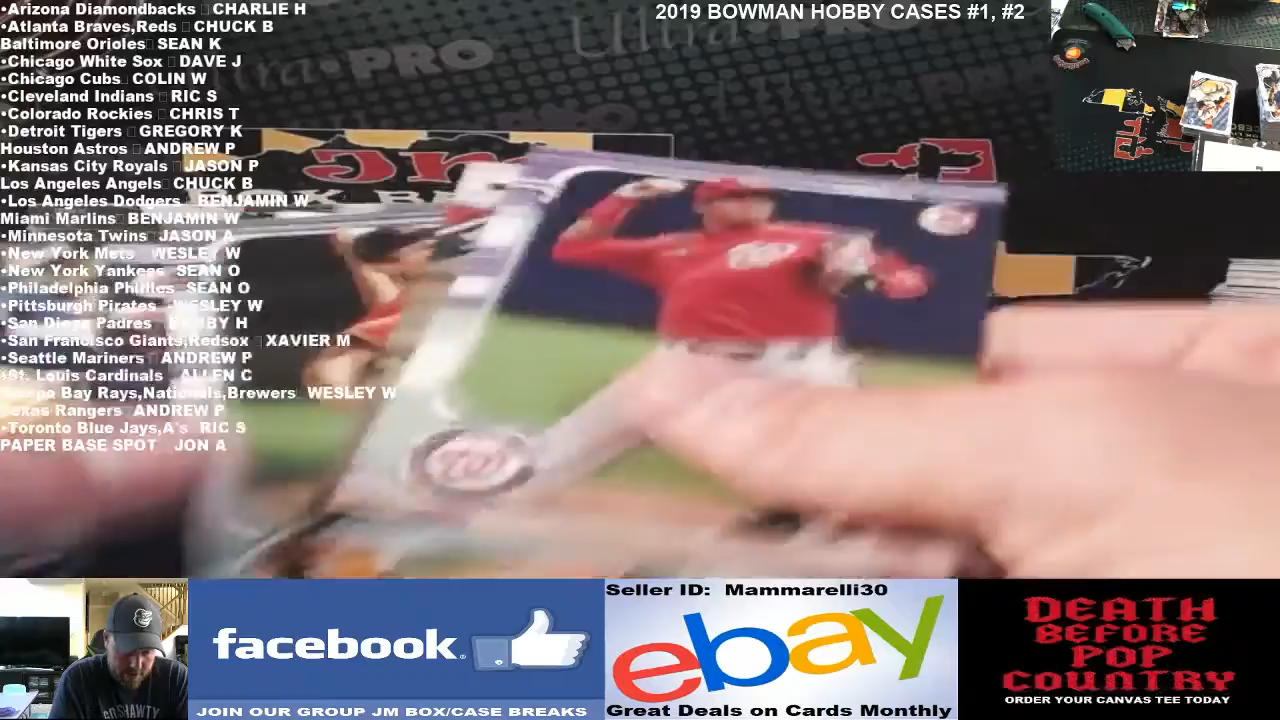 •Arizona Diamondbacks CHARLIE H
•Atlanta Braves,Reds CHUCK B
Baltimore Orioles SEAN K
•Chicago White Sox DAVE J
•Chicago Cubs COLIN W
•Cleveland Indians RIC S
•Colorado Rockies CHRIS T
•Detroit Tigers GREGORY K
Houston Astros ANDREW P
•Kansas City Royals JASON P
Los Angeles Angels CHUCK B
•Los Angeles Dodgers BENJAMIN W
Miami Marlins BENJAMIN W
•Minnesota Twins JASON A
•New York Mets WESLEY W
•New York Yankees SEAN O
•Philadelphia Phillies SEAN O
•Pittsburgh Pirates WESLEY W
•San Diego Padres BOBBY H
•San Francisco Giants,Redsox XAVIER M
•Seattle Mariners ANDREW P
•St. Louis Cardinals ALLEN C
Tampa Bay Rays,Nationals,Brewers WESLEY W
Texas Rangers ANDREW P
•Toronto Blue Jays,A's RIC S
PAPER BASE SPOT JON A
2019 BOWMAN HOBBY CASES #1, #2
Ultra•PRO
facebook.
JOIN OUR GROUP JM BOX/CASE BREAKS
Seller ID: Mammarelli30
ebay
Great Deals on Cards Monthly
DEATH
BEFORE
POP
COUNTRY
ORDER YOUR CANVAS TEE TODAY